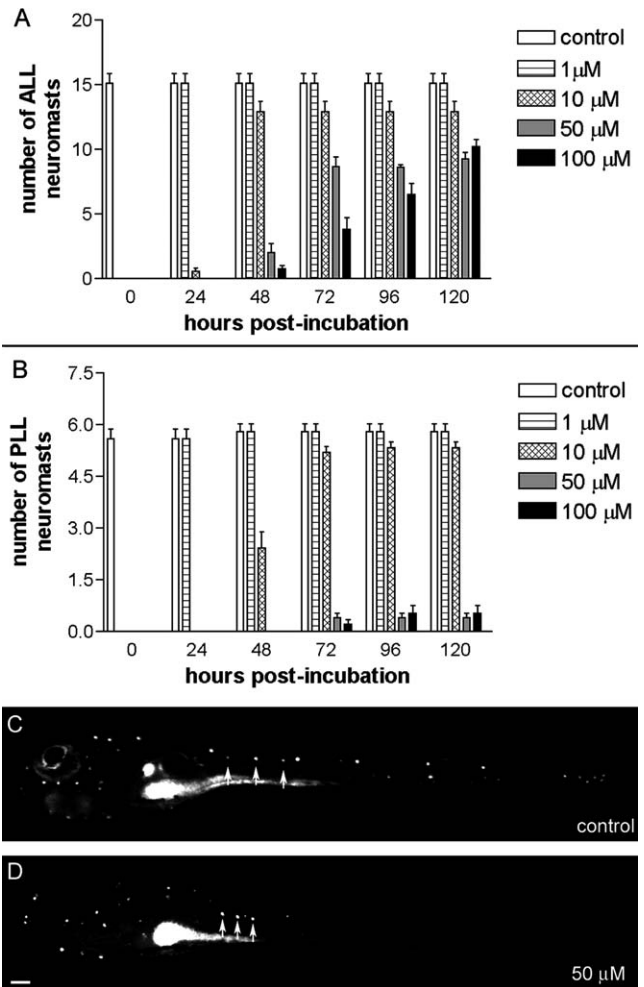 A
20
15
10
5
0
number of ALL
neuromasts
0 24 48 72 96 120
hours post-incubation
control
1µM
10 µM
50 µM
100 µM
B
7.5
6.0
4.5
3.0
1.5
0.0
number of PLL
neuromasts
0 24 48 72 96 120
hours post-incubation
control
1 µM
10 µM
50 µM
100 µM
C
control
D
50 µM